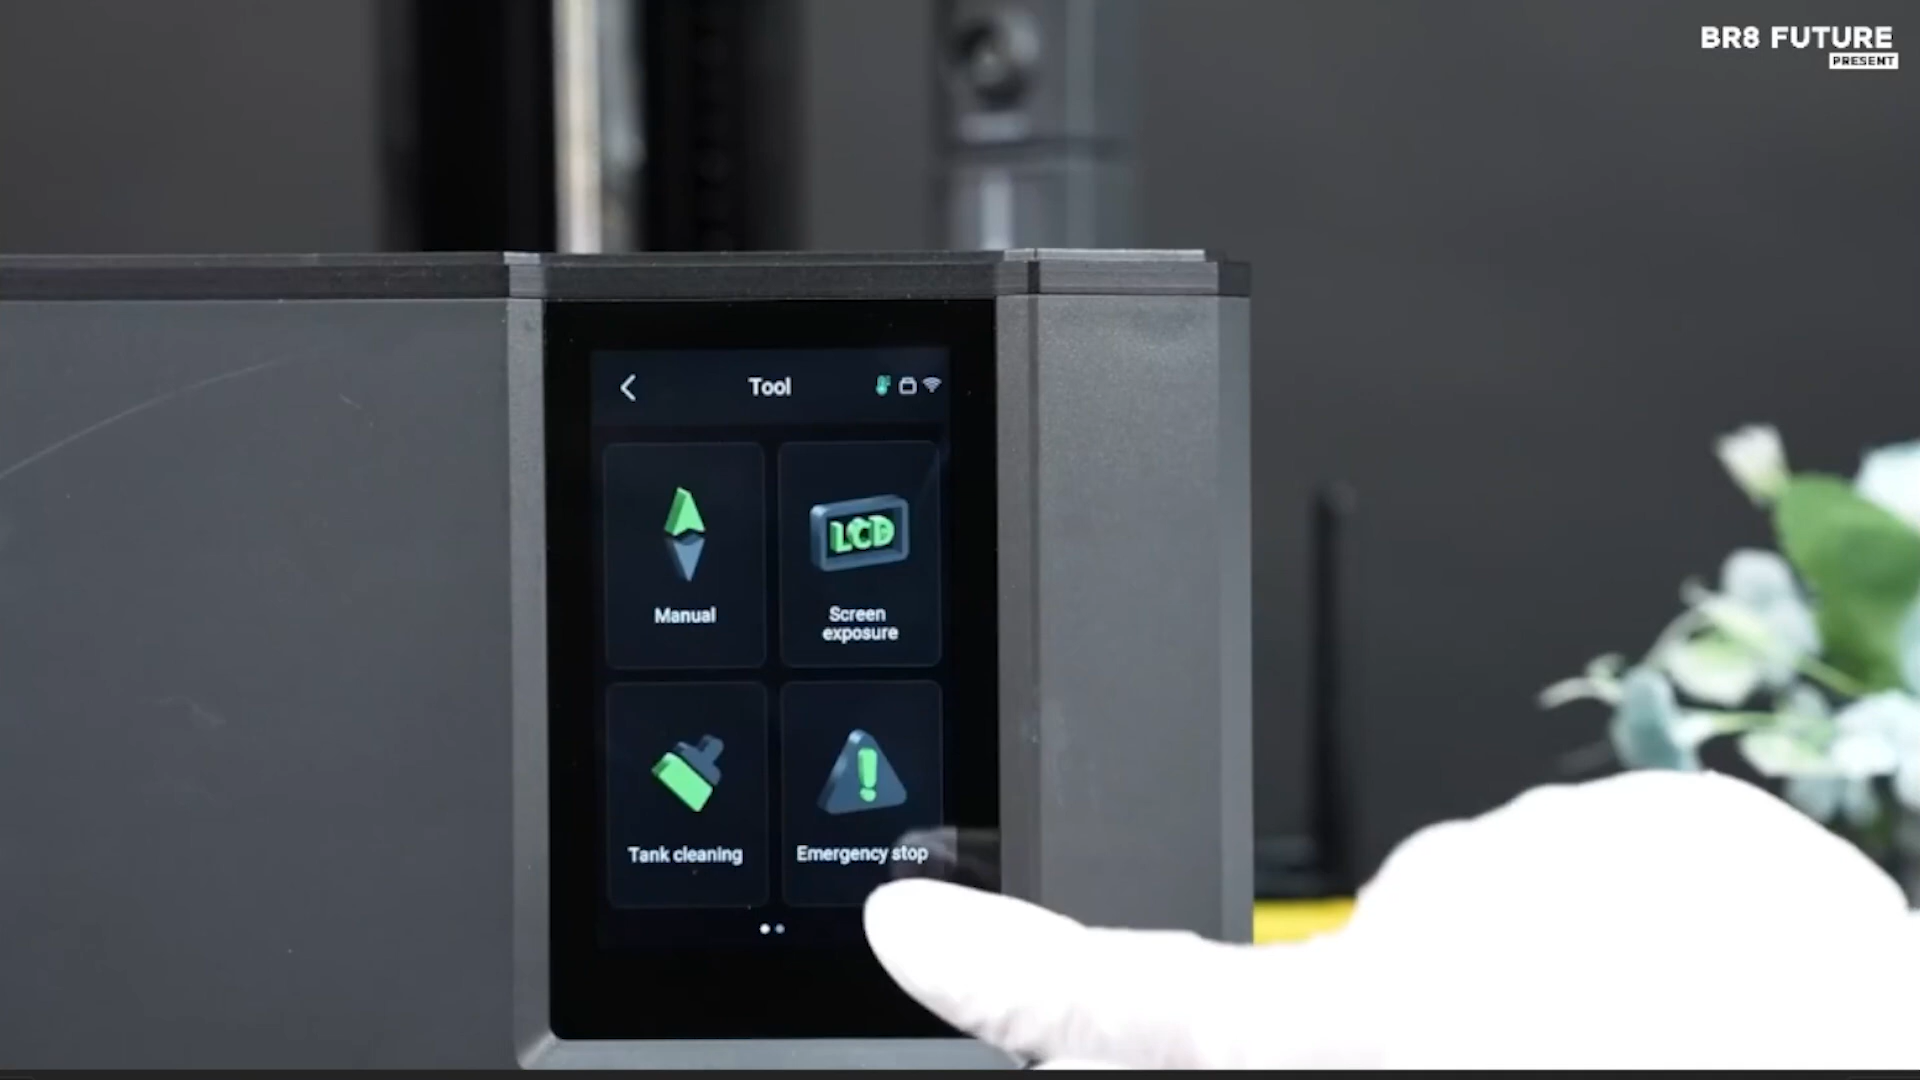 BR8 FUTURE
PRESENT
Tool
Manual
LCD
Screen
exposure
Tank cleaning
Emergency stop